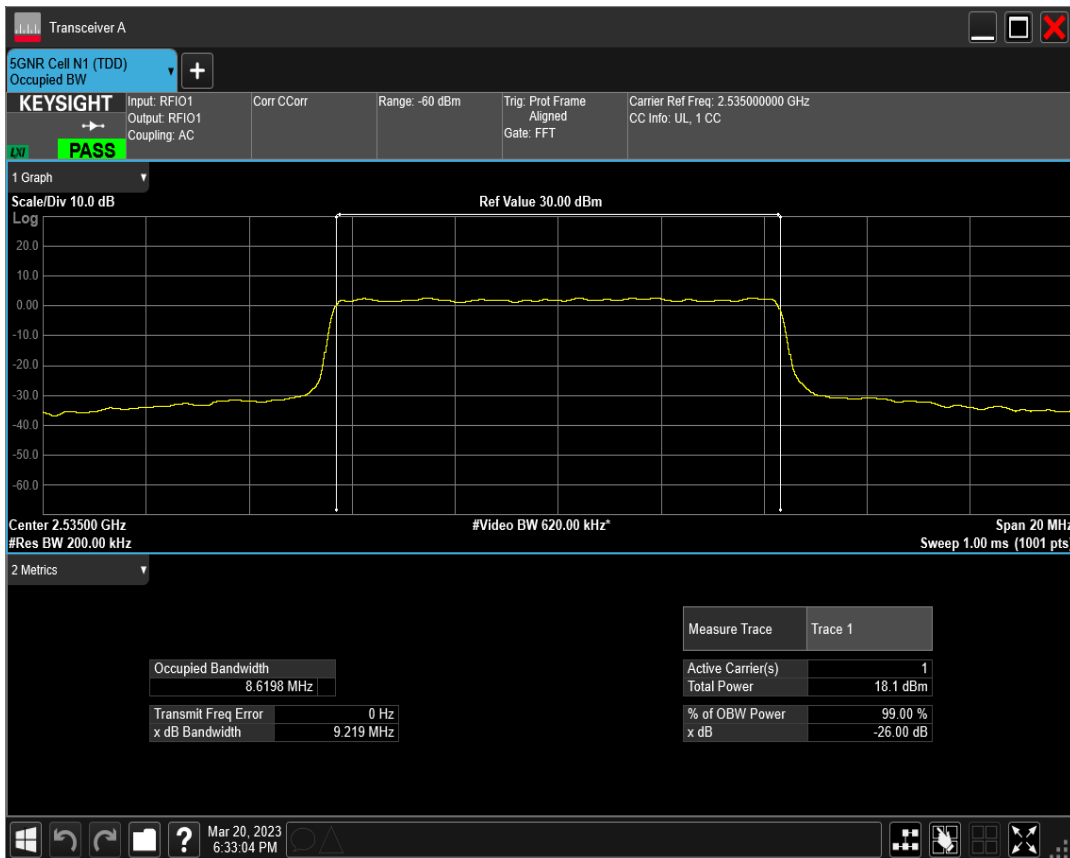 Transceiver A
5GNR Cell N1 (TDD)
Occupied BW
+
KEYSIGHT
LXI
PASS
Input: RFIO1
Output: RFIO1
Coupling: AC
Corr CCorr
Range: -60 dBm
Trig: Prot Frame
Aligned
Gate: FFT
Carrier Ref Freq: 2.535000000 GHz
CC Info: UL, 1 CC
1 Graph
Scale/Div 10.0 dB
Ref Value 30.00 dBm
Log
20.0
10.0
0.00
-10.0
-20.0
-30.0
-40.0
-50.0
-60.0
Center 2.53500 GHz
#Video BW 620.00 kHz*
Span 20 MHz
#Res BW 200.00 kHz
Sweep 1.00 ms (1001 pts)
2 Metrics
Measure Trace Trace 1
Occupied Bandwidth
8.6198 MHz
Active Carrier(s) 1
Total Power 18.1 dBm
Transmit Freq Error 0 Hz
x dB Bandwidth 9.219 MHz
% of OBW Power 99.00 %
x dB -26.00 dB
?
Mar 20, 2023
6:33:04 PM